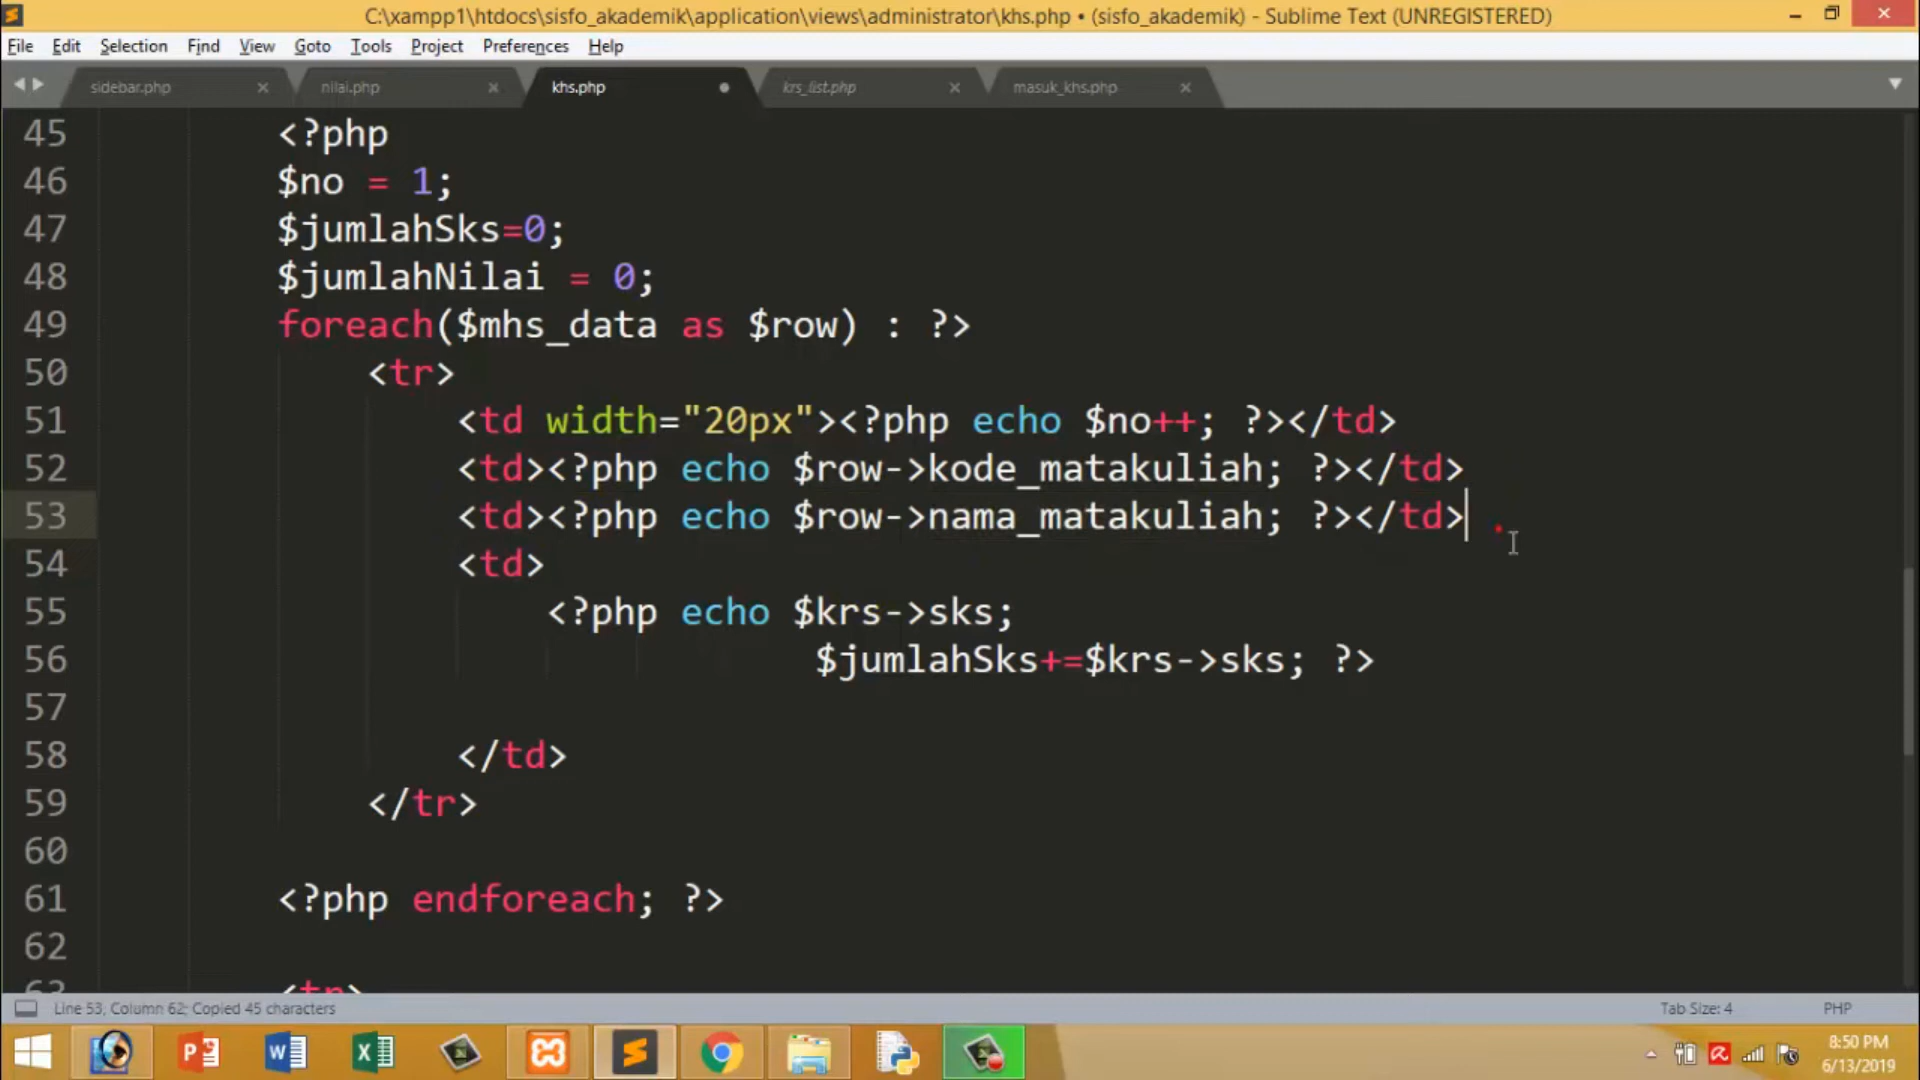 C:\xampp1\htdocs\sisfo_akademik\application\views\administrator\khs.php • (sisfo_akademik) - Sublime Text (UNREGISTERED)
File Edit Selection Find Goto Tools Project Preferences Help
sidebar.php nilai.php khs.php krs_list.php masuk_khs.php
45 <?php
46 $no = 1;
47 $jumlahSks=0;
48 $jumlahNilai = 0;
49 foreach($mhs_data as $row) : ?>
50 <tr>
51 <td width="20px"><?php echo $no++; ?></td>
52 <td><?php echo $row->kode_matakuliah; ?></td>
53 <td><?php echo $row->nama_matakuliah; ?></td>
54 <td>
55 <?php echo $krs->sks;
56 $jumlahSks+=$krs->sks; ?>
57
58 </td>
59 </tr>
60
61 <?php endforeach; ?>
62
63 <tr>
Line 53, Column 62; Copied 45 characters Tab Size: 4 PHP
8:50 PM
6/13/2019